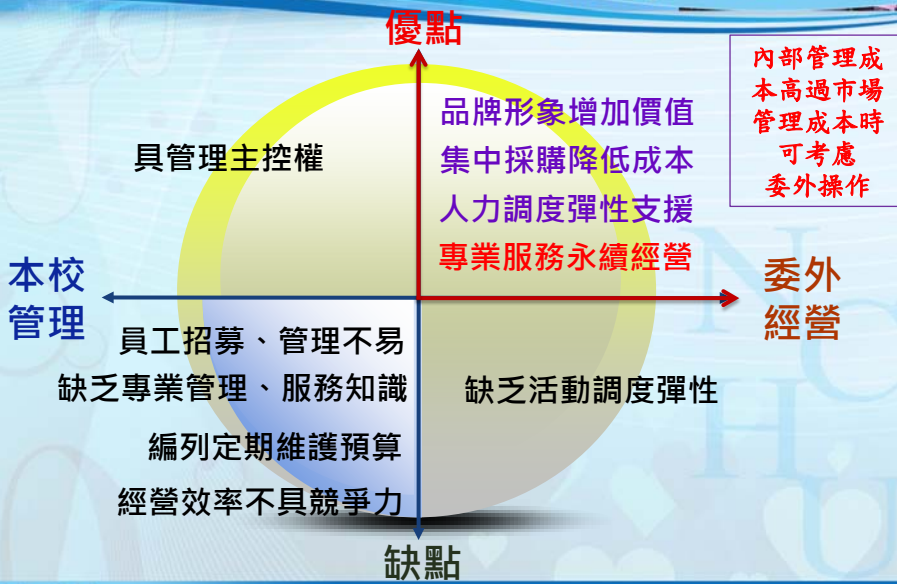 優點
內部管理成
本高過市場
管理成本時
可考慮
委外操作
具管理主控權
品牌形象增加價值
集中採購降低成本
人力調度彈性支援
專業服務永續經營
本校
管理
委外
經營
員工招募、管理不易
缺乏專業管理、服務知識
編列定期維護預算
經營效率不具競爭力
缺乏活動調度彈性
缺點
NCHU